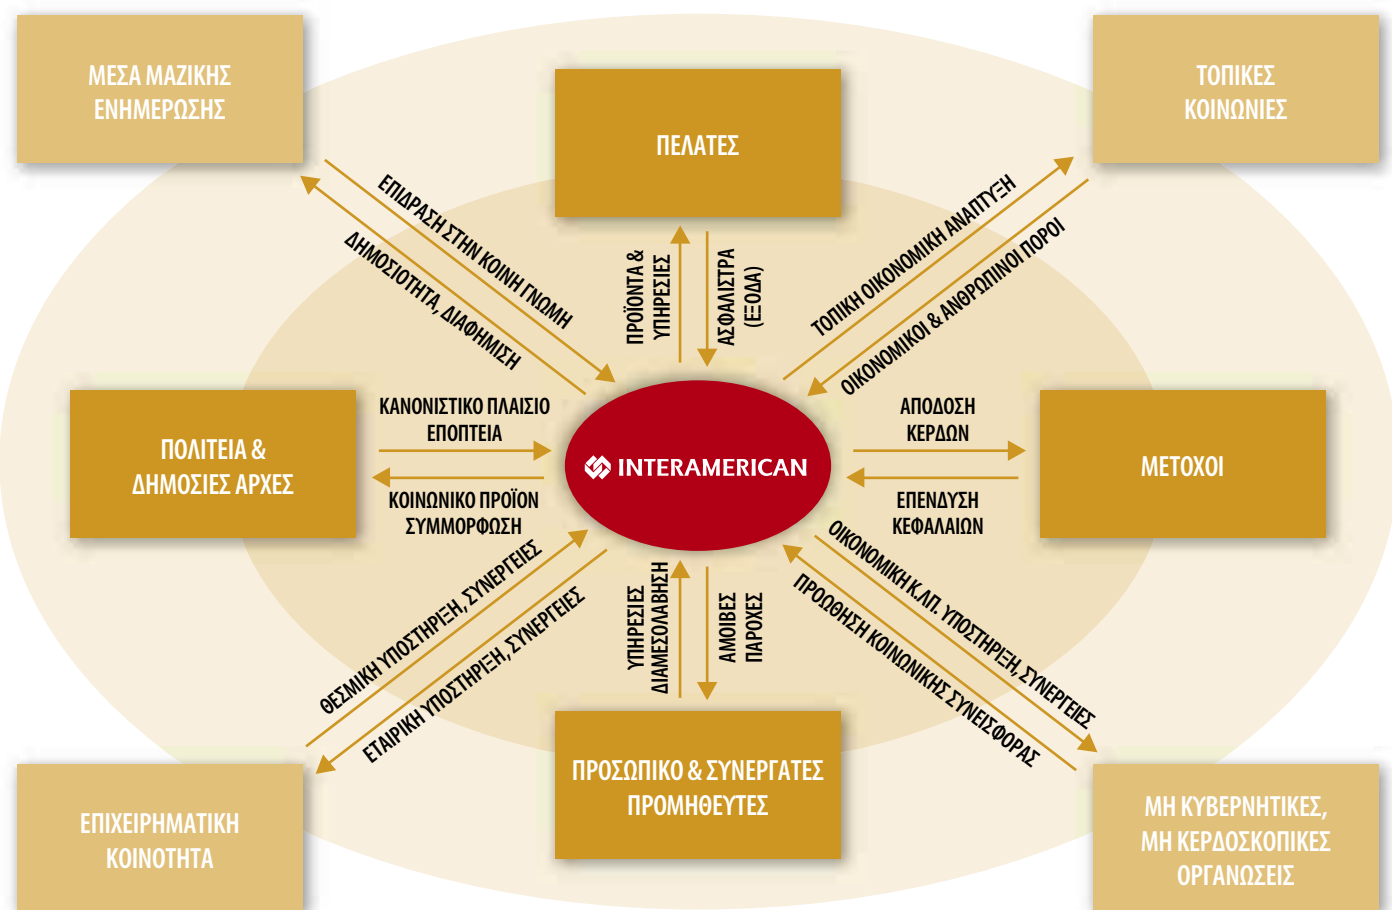 ΜΕΣΑ ΜΑΖΙΚΗΣ
ΕΝΗΜΕΡΩΣΗΣ
ΠΕΛΑΤΕΣ
ΤΟΠΙΚΕΣ
ΚΟΙΝΩΝΙΕΣ
ΕΠΙΔΡΑΣΗ ΣΤΗΝ ΚΟΙΝΗ ΓΝΩΜΗ
ΔΗΜΟΣΙΟΤΗΤΑ, ΔΙΑΦΗΜΙΣΗ
ΠΡΟΪΟΝΤΑ &
ΥΠΗΡΕΣΙΕΣ
ΑΣΦΑΛΙΣΤΡΑ
(ΕΞΟΔΑ)
ΤΟΠΙΚΗ ΟΙΚΟΝΟΜΙΚΗ ΑΝΑΠΤΥΞΗ
ΟΙΚΟΝΟΜΙΚΟΙ & ΑΝΘΡΩΠΙΝΟΙ ΠΟΡΟΙ
ΠΟΛΙΤΕΙΑ &
ΔΗΜΟΣΙΕΣ ΑΡΧΕΣ
ΚΑΝΟΝΙΣΤΙΚΟ ΠΛΑΙΣΙΟ
ΕΠΟΠΤΕΙΑ
ΚΟΙΝΩΝΙΚΟ ΠΡΟΪΟΝ
ΣΥΜΜΟΡΦΩΣΗ
INTERAMERICAN
ΑΠΟΔΟΣΗ
ΚΕΡΔΩΝ
ΕΠΕΝΔΥΣΗ
ΚΕΦΑΛΑΙΩΝ
ΜΕΤΟΧΟΙ
ΘΕΣΜΙΚΗ ΥΠΟΣΤΗΡΙΞΗ, ΣΥΝΕΡΓΕΙΕΣ
ΕΤΑΙΡΙΚΗ ΥΠΟΣΤΗΡΙΞΗ, ΣΥΝΕΡΓΕΙΕΣ
ΥΠΗΡΕΣΙΕΣ
ΔΙΑΜΕΣΟΛΑΒΗΣΗ
ΑΜΟΙΒΕΣ
ΠΑΡΟΧΕΣ
ΟΙΚΟΝΟΜΙΚΗ Κ.ΛΠ. ΥΠΟΣΤΗΡΙΞΗ, ΣΥΝΕΡΓΕΙΕΣ
ΠΡΟΩΘΗΣΗ ΚΟΙΝΩΝΙΚΗΣ ΣΥΝΕΙΣΦΟΡΑΣ
ΕΠΙΧΕΙΡΗΜΑΤΙΚΗ
ΚΟΙΝΟΤΗΤΑ
ΠΡΟΣΩΠΙΚΟ & ΣΥΝΕΡΓΑΤΕΣ
ΠΡΟΜΗΘΕΥΤΕΣ
ΜΗ ΚΥΒΕΡΝΗΤΙΚΕΣ,
ΜΗ ΚΕΡΔΟΣΚΟΠΙΚΕΣ
ΟΡΓΑΝΩΣΕΙΣ